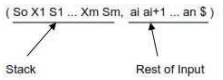 ( So X1 S1 ... Xm Sm, ai ai+1 ... an $ )
Stack Rest of Input